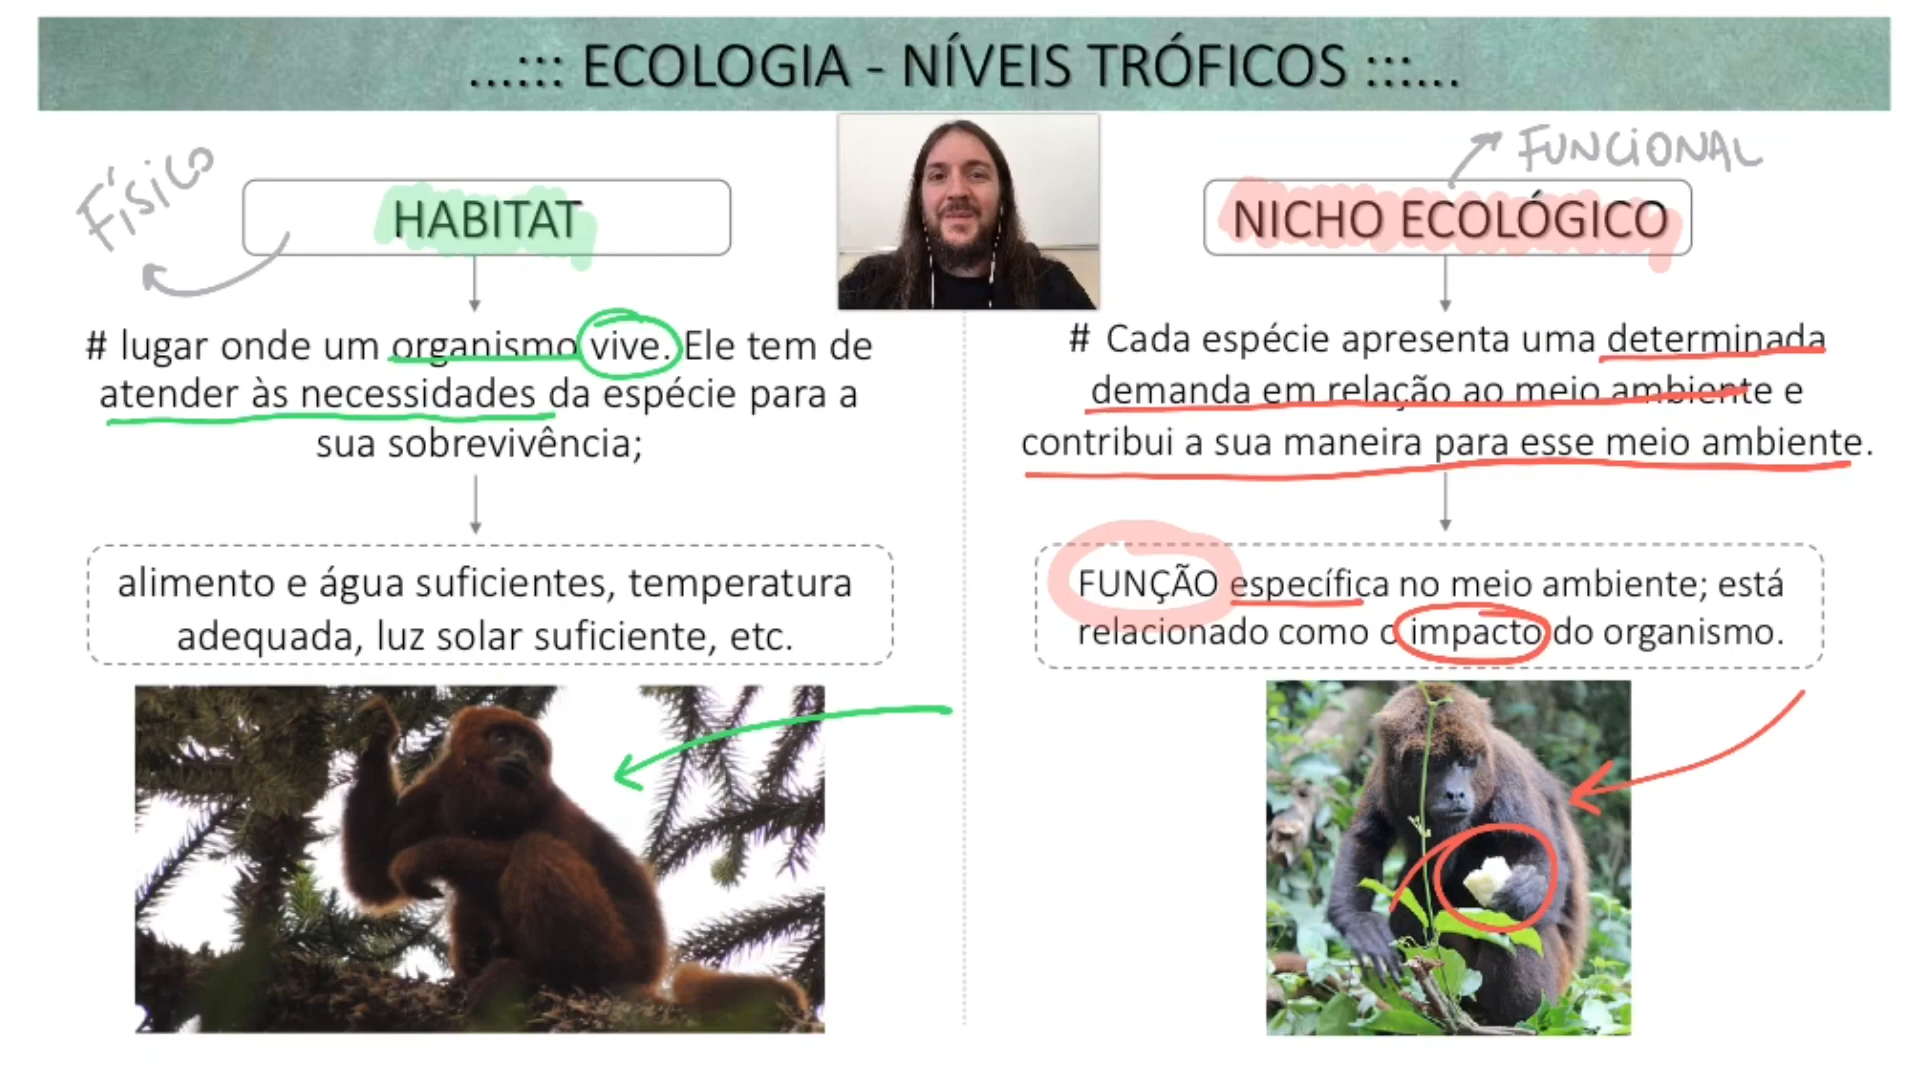 ...::: ECOLOGIA - NÍVEIS TRÓFICOS :::...
FÍSICO
HABITAT
# lugar onde um organismo vive. Ele tem de
atender às necessidades da espécie para a
sua sobrevivência;
alimento e água suficientes, temperatura
adequada, luz solar suficiente, etc.
FUNCIONAL
NICHO ECOLÓGICO
# Cada espécie apresenta uma determinada
demanda em relação ao meio ambiente e
contribui a sua maneira para esse meio ambiente.
FUNÇÃO específica no meio ambiente; está
relacionado como o impacto do organismo.